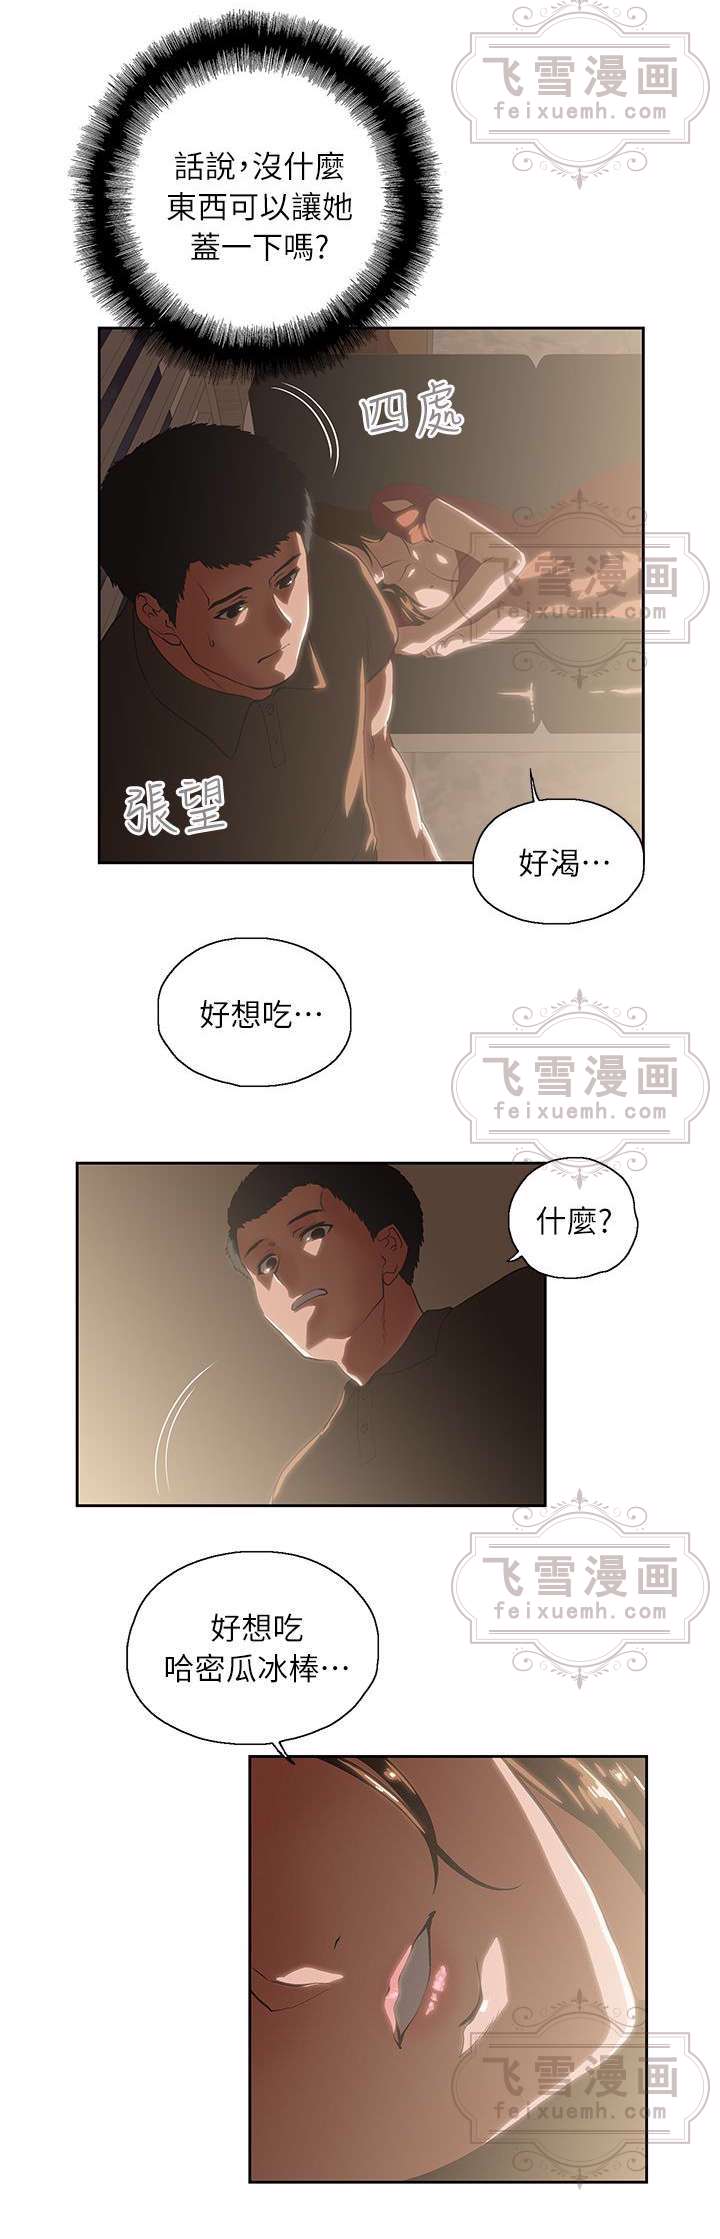 飞雪漫画
feixuemh.com
話說，沒什麼
東西可以讓她
蓋一下嗎？
四處
飞雪漫画
feixuemh.com
張望
好渴…
好想吃…
飞雪漫画
feixuemh.com
什麼？
飞雪漫画
feixuemh.com
好想吃
哈密瓜冰棒…
飞雪漫画
feixuemh.com